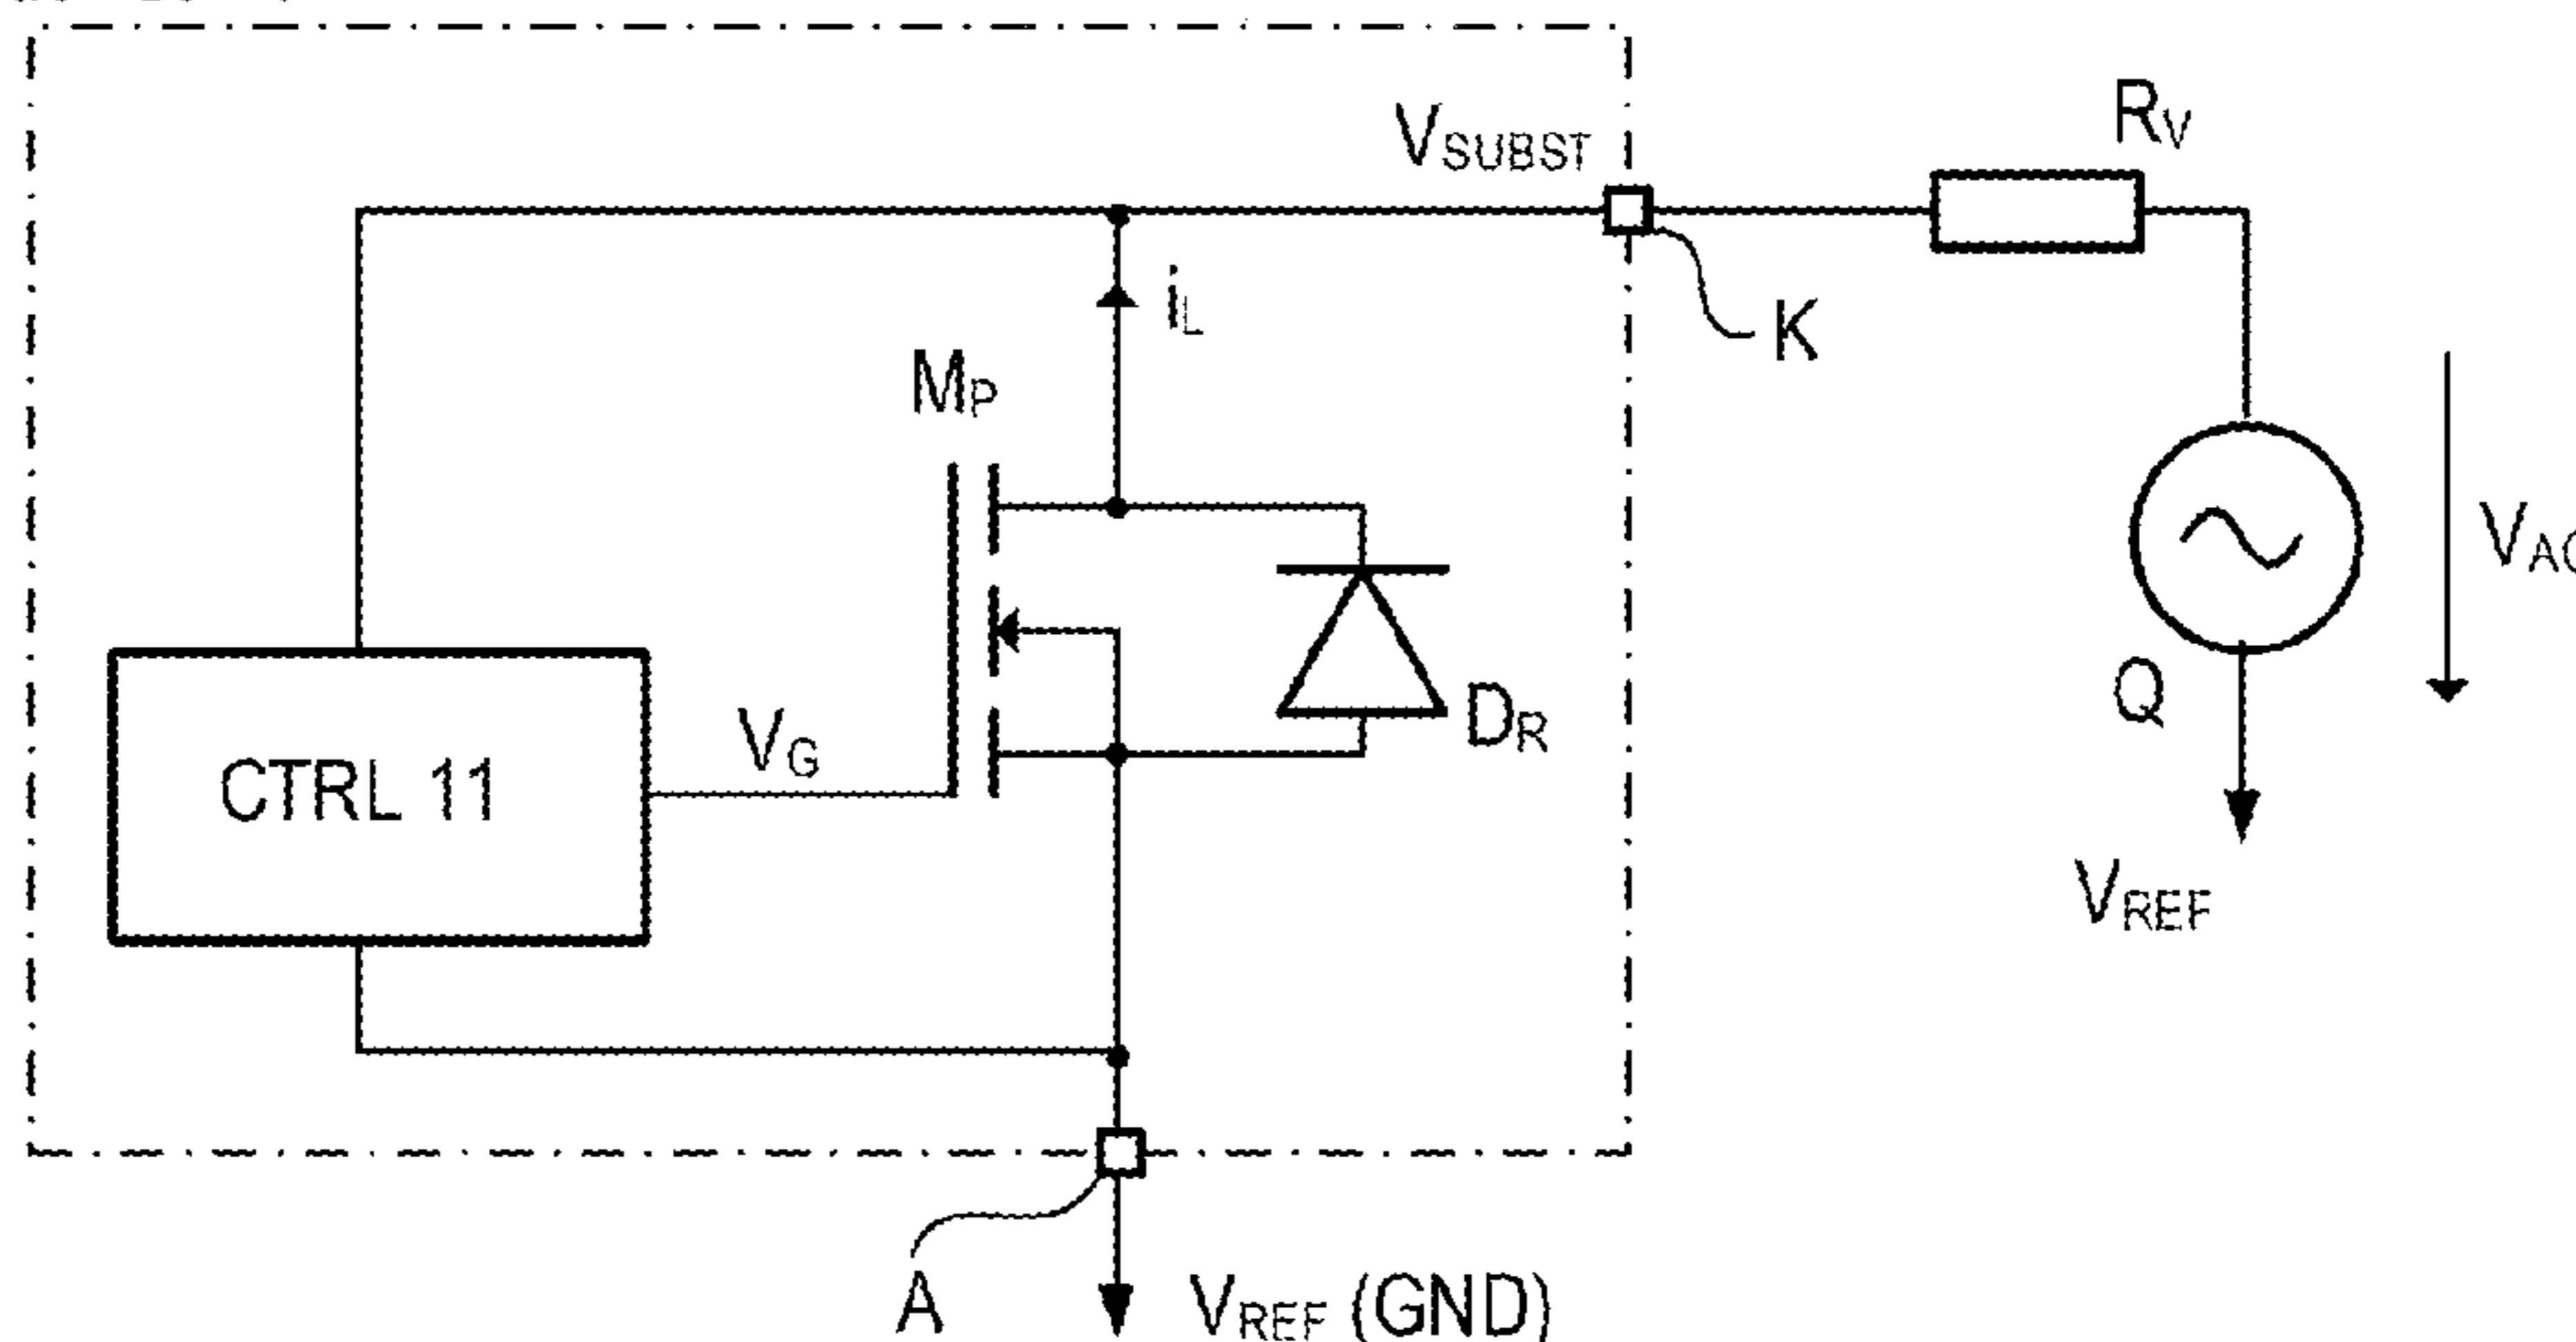 RV
VSUBST
iL
K
MP
VAC
DR
Q
VG
CTRL 11
VREF
A
VREF (GND)